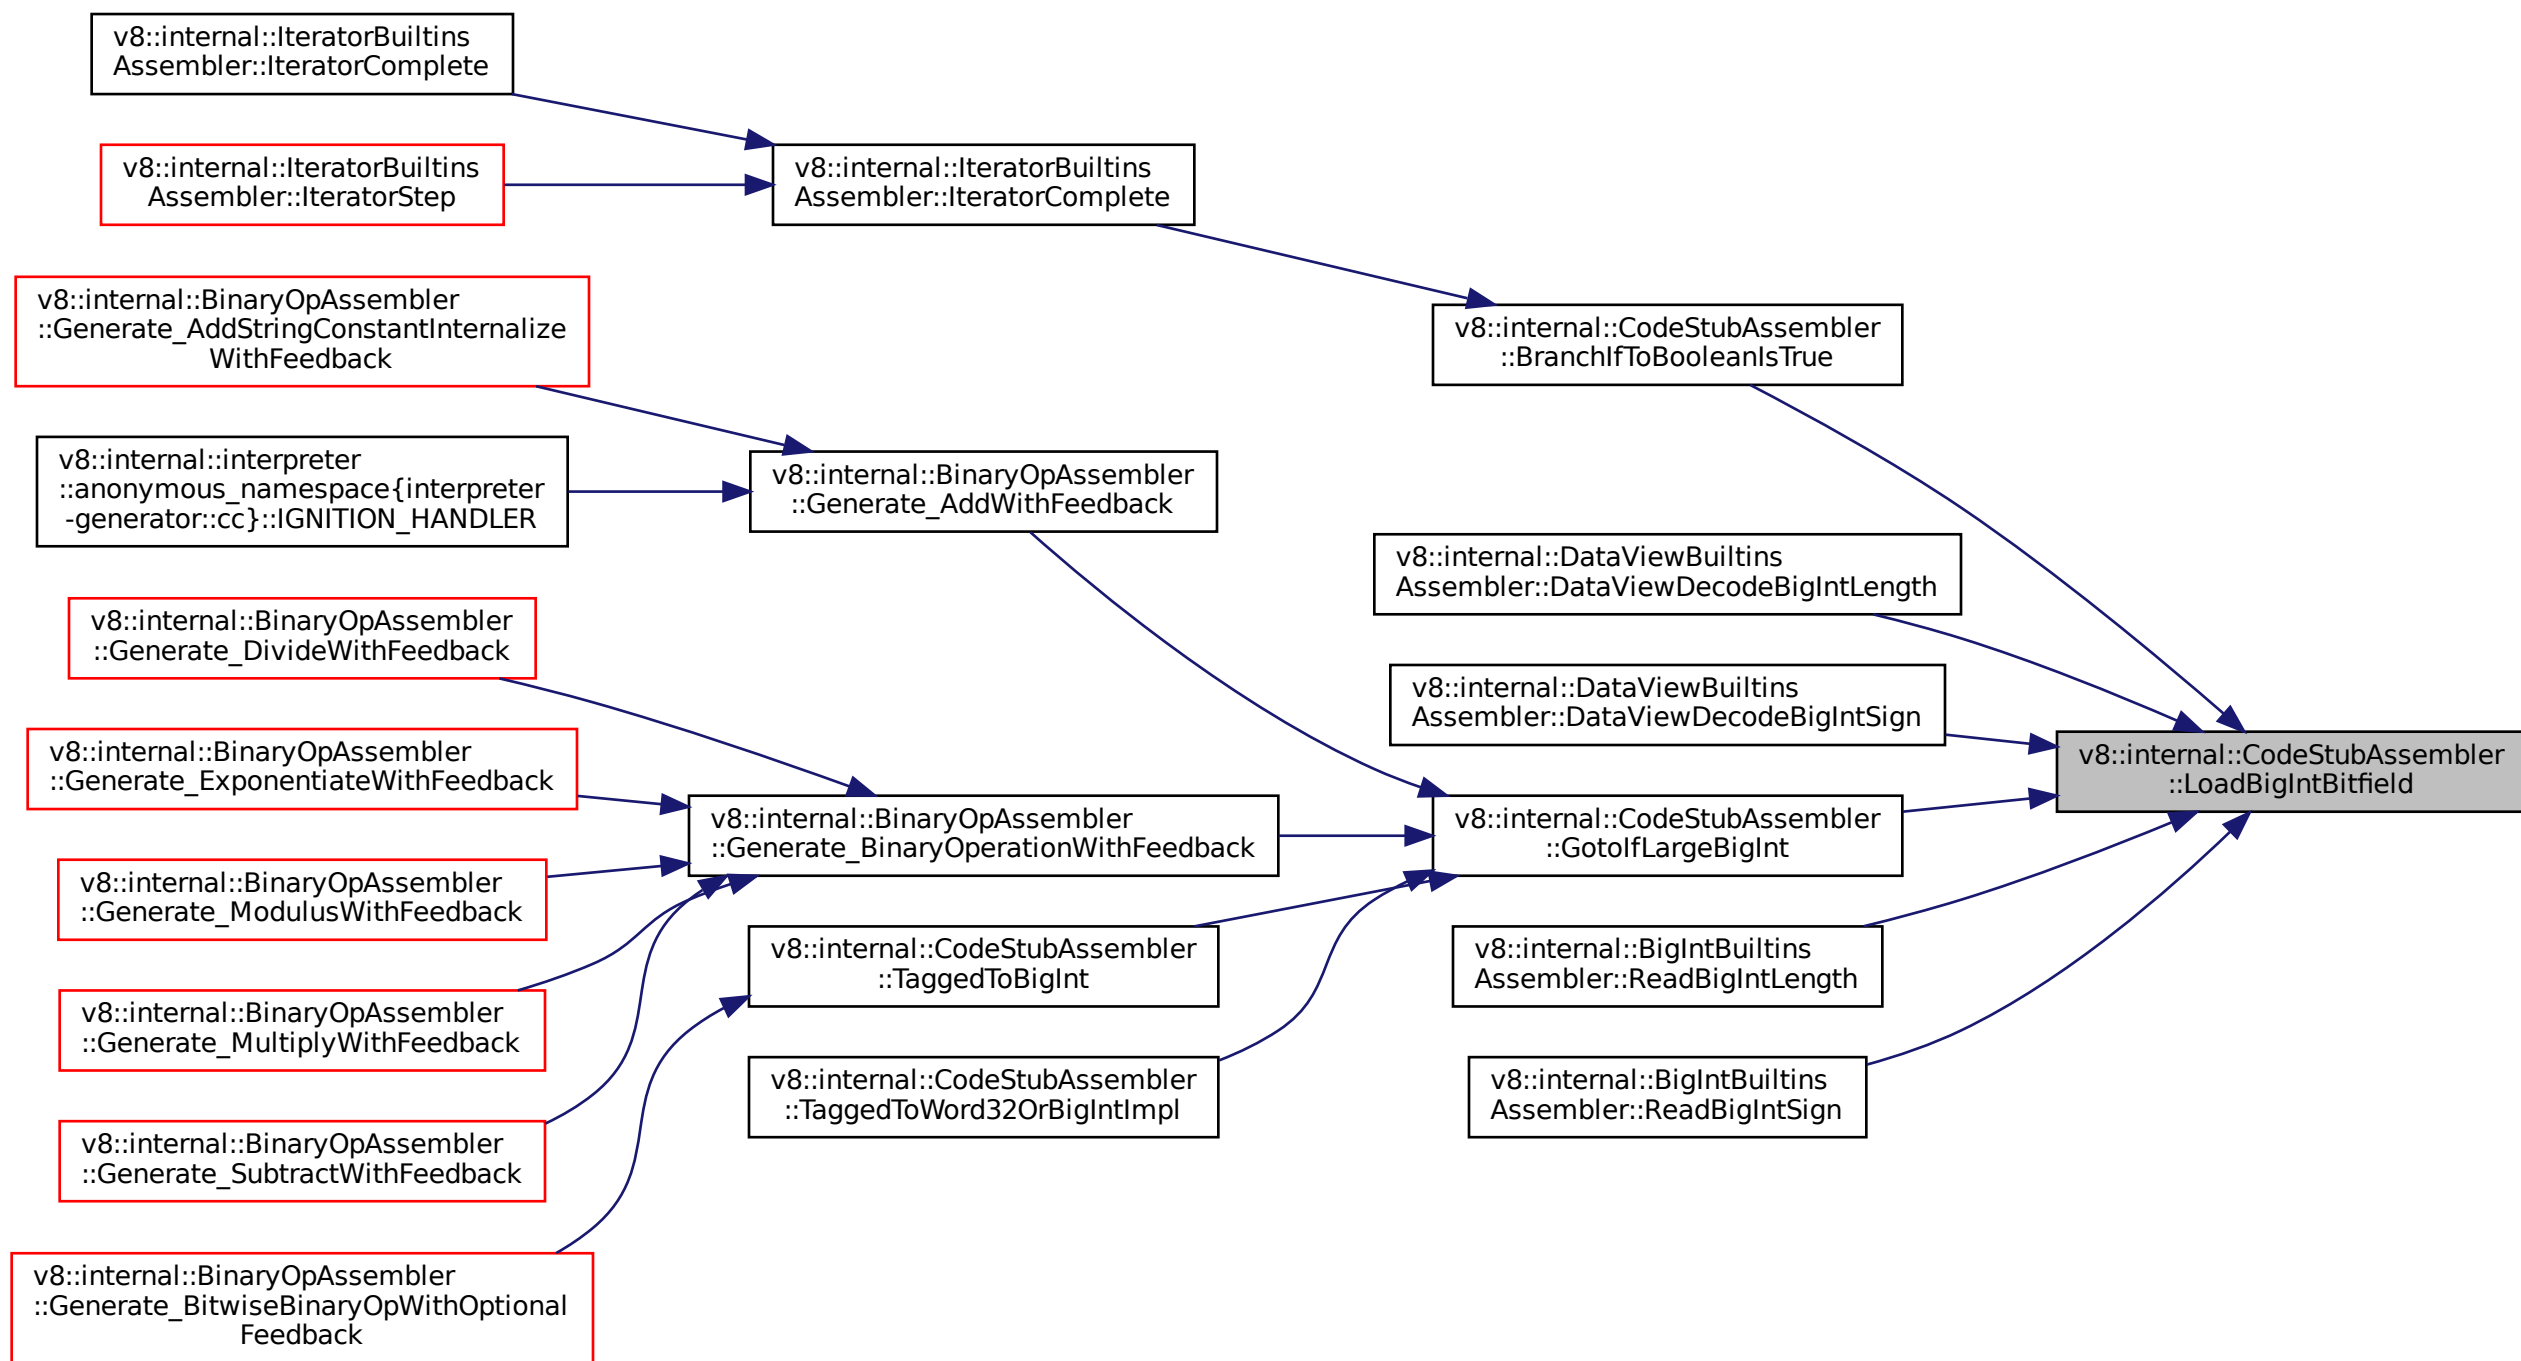 v8::internal::IteratorBuiltins
Assembler::IteratorComplete
v8::internal::IteratorBuiltins
Assembler::IteratorStep
v8::internal::IteratorBuiltins
Assembler::IteratorComplete
v8::internal::BinaryOpAssembler
::Generate_AddStringConstantInternalize
WithFeedback
v8::internal::CodeStubAssembler
::BranchIfToBooleanIsTrue
v8::internal::interpreter
::anonymous_namespace{interpreter
-generator::cc}::IGNITION_HANDLER
v8::internal::BinaryOpAssembler
::Generate_AddWithFeedback
v8::internal::DataViewBuiltins
Assembler::DataViewDecodeBigIntLength
v8::internal::BinaryOpAssembler
::Generate_DivideWithFeedback
v8::internal::DataViewBuiltins
Assembler::DataViewDecodeBigIntSign
v8::internal::BinaryOpAssembler
::Generate_ExponentiateWithFeedback
v8::internal::CodeStubAssembler
::LoadBigIntBitfield
v8::internal::BinaryOpAssembler
::Generate_BinaryOperationWithFeedback
v8::internal::CodeStubAssembler
::GotoIfLargeBigInt
v8::internal::BinaryOpAssembler
::Generate_ModulusWithFeedback
v8::internal::CodeStubAssembler
::TaggedToBigInt
v8::internal::BigIntBuiltins
Assembler::ReadBigIntLength
v8::internal::BinaryOpAssembler
::Generate_MultiplyWithFeedback
v8::internal::CodeStubAssembler
::TaggedToWord32OrBigIntImpl
v8::internal::BigIntBuiltins
Assembler::ReadBigIntSign
v8::internal::BinaryOpAssembler
::Generate_SubtractWithFeedback
v8::internal::BinaryOpAssembler
::Generate_BitwiseBinaryOpWithOptional
Feedback